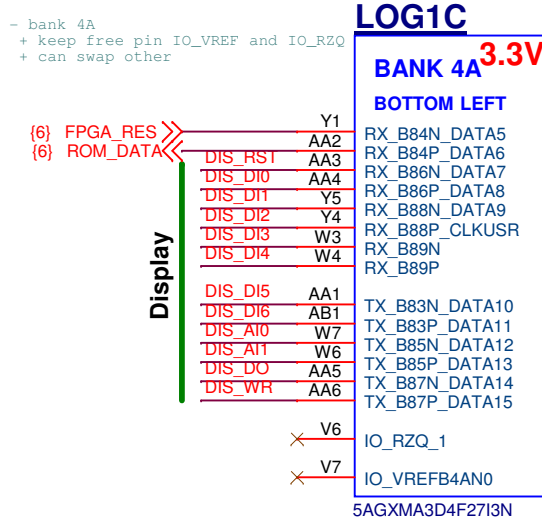 LOG1C
- bank 4A
+ keep free pin IO_VREF and IO_RZQ
+ can swap other
3.3V
BANK 4A
BOTTOM LEFT
{6} FPGA_RES Y1 RX_B84N_DATA5
{6} ROM_DATA AA2 RX_B84P_DATA6
DIS_RST AA3 RX_B86N_DATA7
DIS_DI0 AA4 RX_B86P_DATA8
DIS_DI1 Y5 RX_B88N_DATA9
DIS_DI2 Y4 RX_B88P_CLKUSR
DIS_DI3 W3 RX_B89N
DIS_DI4 W4 RX_B89P
Display
DIS_DI5 AA1 TX_B83N_DATA10
DIS_DI6 AB1 TX_B83P_DATA11
DIS_AI0 W7 TX_B85N_DATA12
DIS_AI1 W6 TX_B85P_DATA13
DIS_DO AA5 TX_B87N_DATA14
DIS_WR AA6 TX_B87P_DATA15
V6 IO_RZQ_1
V7 IO_VREFB4AN0
5AGXMA3D4F27I3N